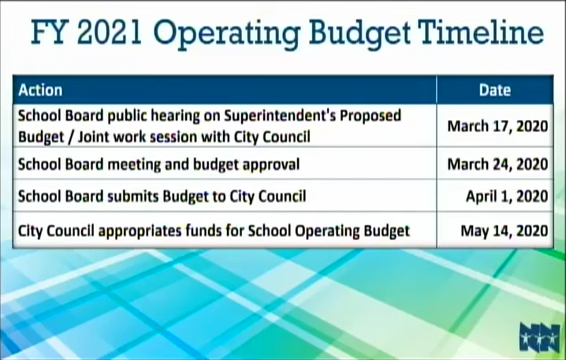 FY 2021 Operating Budget Timeline
Action Date
School Board public hearing on Superintendent's Proposed
Budget / Joint work session with City Council March 17, 2020
School Board meeting and budget approval March 24, 2020
School Board submits Budget to City Council April 1, 2020
City Council appropriates funds for School Operating Budget May 14, 2020
NN